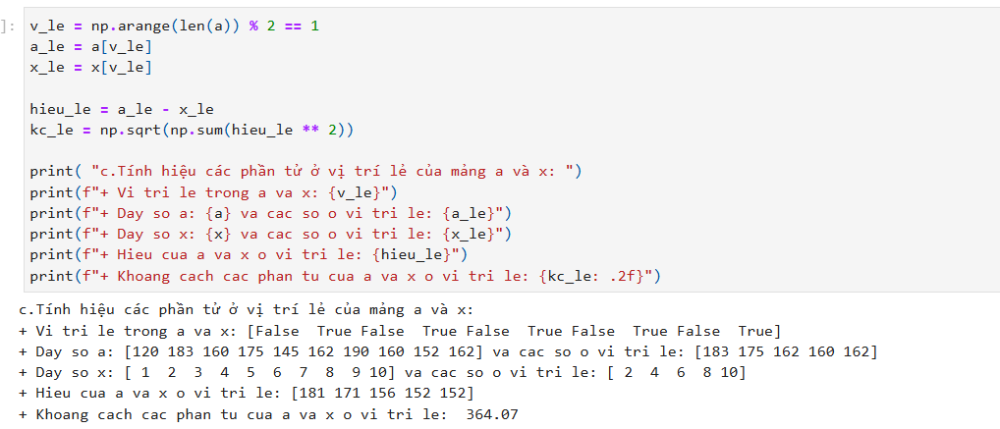 ]:
v_le = np.arange(len(a)) % 2 == 1
a_le = a[v_le]
x_le = x[v_le]
hieu_le = a_le - x_le
kc_le = np.sqrt(np.sum(hieu_le ** 2))
print( "c.Tính hiệu các phần tử ở vị trí lẻ của mảng a và x: ")
print(f"+ Vi tri le trong a va x: {v_le}")
print(f"+ Day so a: {a} va cac so o vi tri le: {a_le}")
print(f"+ Day so x: {x} va cac so o vi tri le: {x_le}")
print(f"+ Hieu cua a va x o vi tri le: {hieu_le}")
print(f"+ Khoang cach cac phan tu cua a va x o vi tri le: {kc_le: .2f}")
c.Tính hiệu các phần tử ở vị trí lẻ của mảng a và x:
+ Vi tri le trong a va x: [False  True False  True False  True False  True False  True]
+ Day so a: [120 183 160 175 145 162 190 160 152 162] va cac so o vi tri le: [183 175 162 160 162]
+ Day so x: [ 1  2  3  4  5  6  7  8  9 10] va cac so o vi tri le: [ 2  4  6  8 10]
+ Hieu cua a va x o vi tri le: [181 171 156 152 152]
+ Khoang cach cac phan tu cua a va x o vi tri le:  364.07